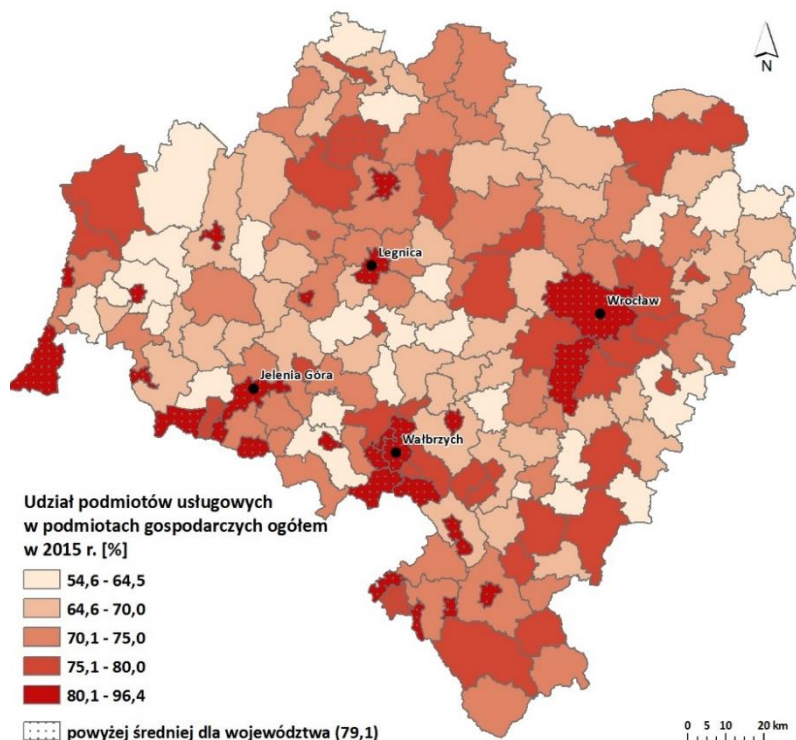 N
Legnica
Wrocław
Jelenia Góra
Wałbrzych
Udział podmiotów usługowych
w podmiotach gospodarczych ogółem
w 2015 r. [%]
54,6 - 64,5
64,6 - 70,0
70,1 - 75,0
75,1 - 80,0
80,1 - 96,4
powyżej średniej dla województwa (79,1)
0 5 10 20 km